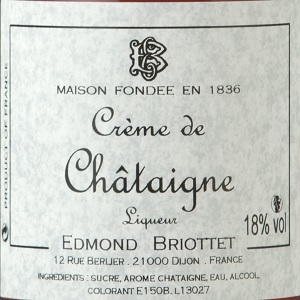 MAISON FONDEE EN 1836
Crème de
Châtaigne
Liqueur
18% vol
EDMOND BRIOTTET
12 RUE BERLIER . 21000 DIJON . FRANCE
INGREDIENTS : SUCRE, AROME CHATAIGNE, EAU, ALCOOL.
COLORANT E150B. L13027
PRODUCT OF FRANCE